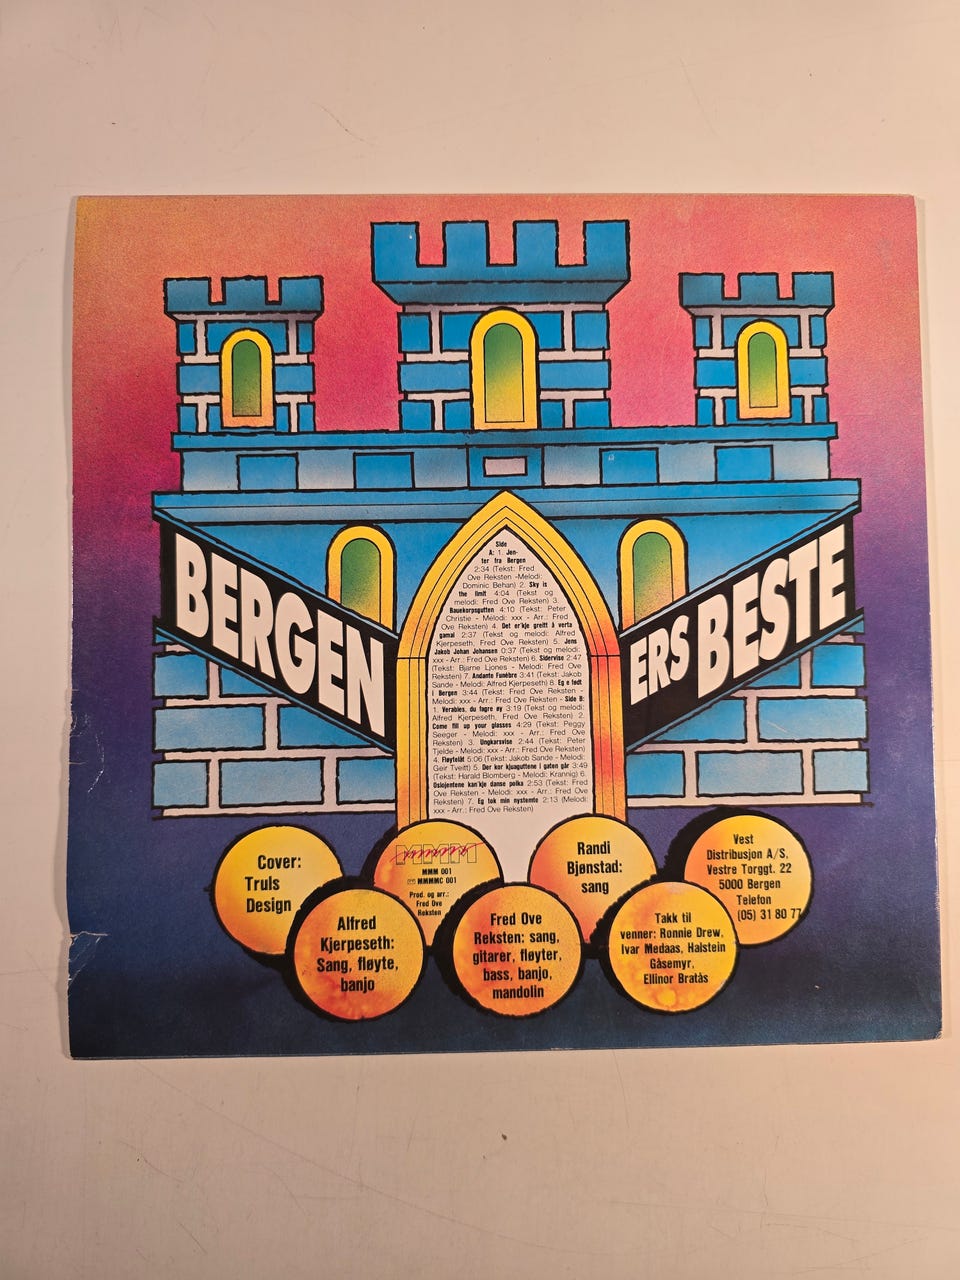 BERGEN
ERS BESTE
Side
A: 1. Jen-
ter fra Bergen
2:34 (Tekst: Fred
Ove Reksten -Melodi:
Dominic Behan) 2. Sky is
the limit 4:04 (Tekst og
melodi: Fred Ove Reksten) 3.
Bauekorpsgutten 4:10 (Tekst: Peter
Christie - Melodi: xxx - Arr.: Fred
Ove Reksten) 4. Det er'kje greitt å verta
gamal 2:37 (Tekst og melodi: Alfred
Kjerpeseth, Fred Ove Reksten) 5. Jens
Jakob Johan Johansen 0:37 (Tekst og melodi:
xxx - Arr.: Fred Ove Reksten) 6. Sidervise 2:47
(Tekst: Bjarne Ljones - Melodi: Fred Ove
Reksten) 7. Andante Funèbre 3:41 (Tekst: Jakob
Sande - Melodi: Alfred Kjerpeseth) 8. Eg e født
i Bergen 3:44 (Tekst: Fred Ove Reksten -
Melodi: xxx - Arr.: Fred Ove Reksten - Side B:
1. Verables, du fagre øy 3:19 (Tekst og melodi:
Alfred Kjerpeseth, Fred Ove Reksten) 2.
Come fill up your glasses 4:29 (Tekst: Peggy
Seeger - Melodi: xxx - Arr.: Fred Ove
Reksten) 3. Ungkarsvise 2:44 (Tekst: Peter
Tjelde - Melodi: xxx - Arr.: Fred Ove Reksten)
4. Fløytelåt 5:06 (Tekst: Jakob Sande - Melodi:
Geir Tveitt) 5. Der kor kjuaguttene i gaten går 3:49
(Tekst: Harald Blomberg - Melodi: Krannig) 6.
Oslojentene kan'kje danse polka 2:53 (Tekst: Fred
Ove Reksten - Melodi: xxx - Arr.: Fred Ove
Reksten) 7. Eg tok min nystemte 2:13 (Melodi:
xxx - Arr.: Fred Ove Reksten)
Cover:
Truls
Design
MMM
MMM 001
MMMMC 001
Prod. og arr.:
Fred Ove
Reksten
Randi
Bjønstad:
sang
Vest
Distribusjon A/S,
Vestre Torggt. 22
5000 Bergen
Telefon
(05) 31 80 77
Alfred
Kjerpeseth:
Sang, fløyte,
banjo
Fred Ove
Reksten: sang,
gitarer, fløyter,
bass, banjo,
mandolin
Takk til
venner: Ronnie Drew,
Ivar Medaas, Halstein
Gåsemyr,
Ellinor Bratås